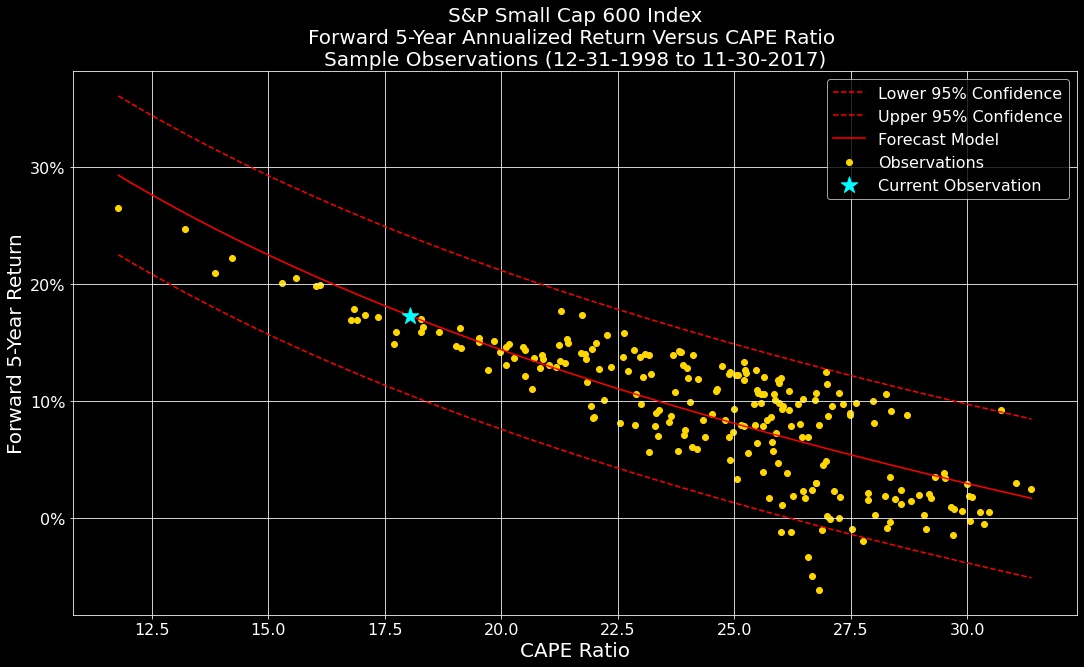 S&P Small Cap 600 Index
Forward 5-Year Annualized Return Versus CAPE Ratio
Sample Observations (12-31-1998 to 11-30-2017)
Lower 95% Confidence
Upper 95% Confidence
Forecast Model
Observations
Current Observation
Forward 5-Year Return
30%
20%
10%
0%
12.5 15.0 17.5 20.0 22.5 25.0 27.5 30.0
CAPE Ratio